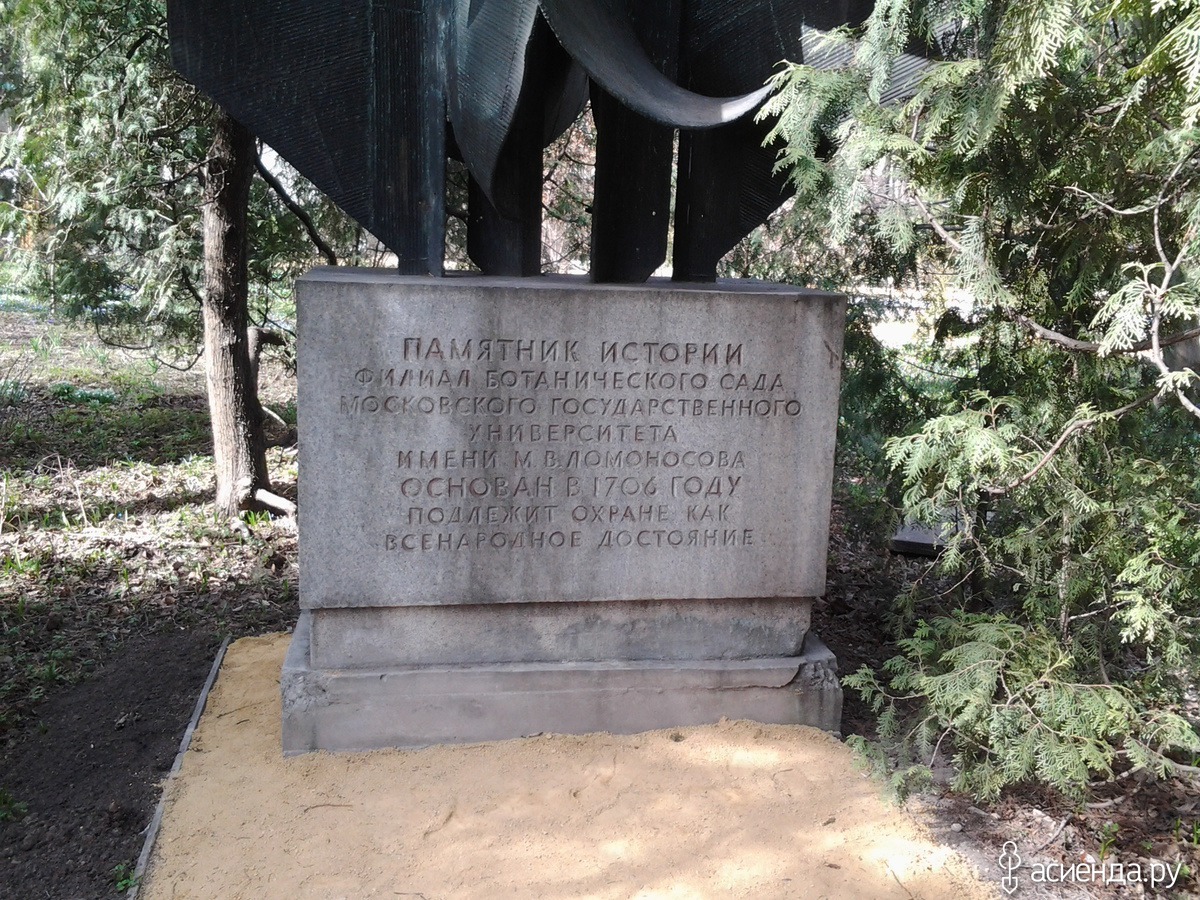 ПАМЯТНИК ИСТОРИИ
ФИЛИАЛ БОТАНИЧЕСКОГО САДА
МОСКОВСКОГО ГОСУДАРСТВЕННОГО
УНИВЕРСИТЕТА
ИМЕНИ М.В.ЛОМОНОСОВА
ОСНОВАН В 1706 ГОДУ
ПОДЛЕЖИТ ОХРАНЕ КАК
ВСЕНАРОДНОЕ ДОСТОЯНИЕ
асиенда.ру